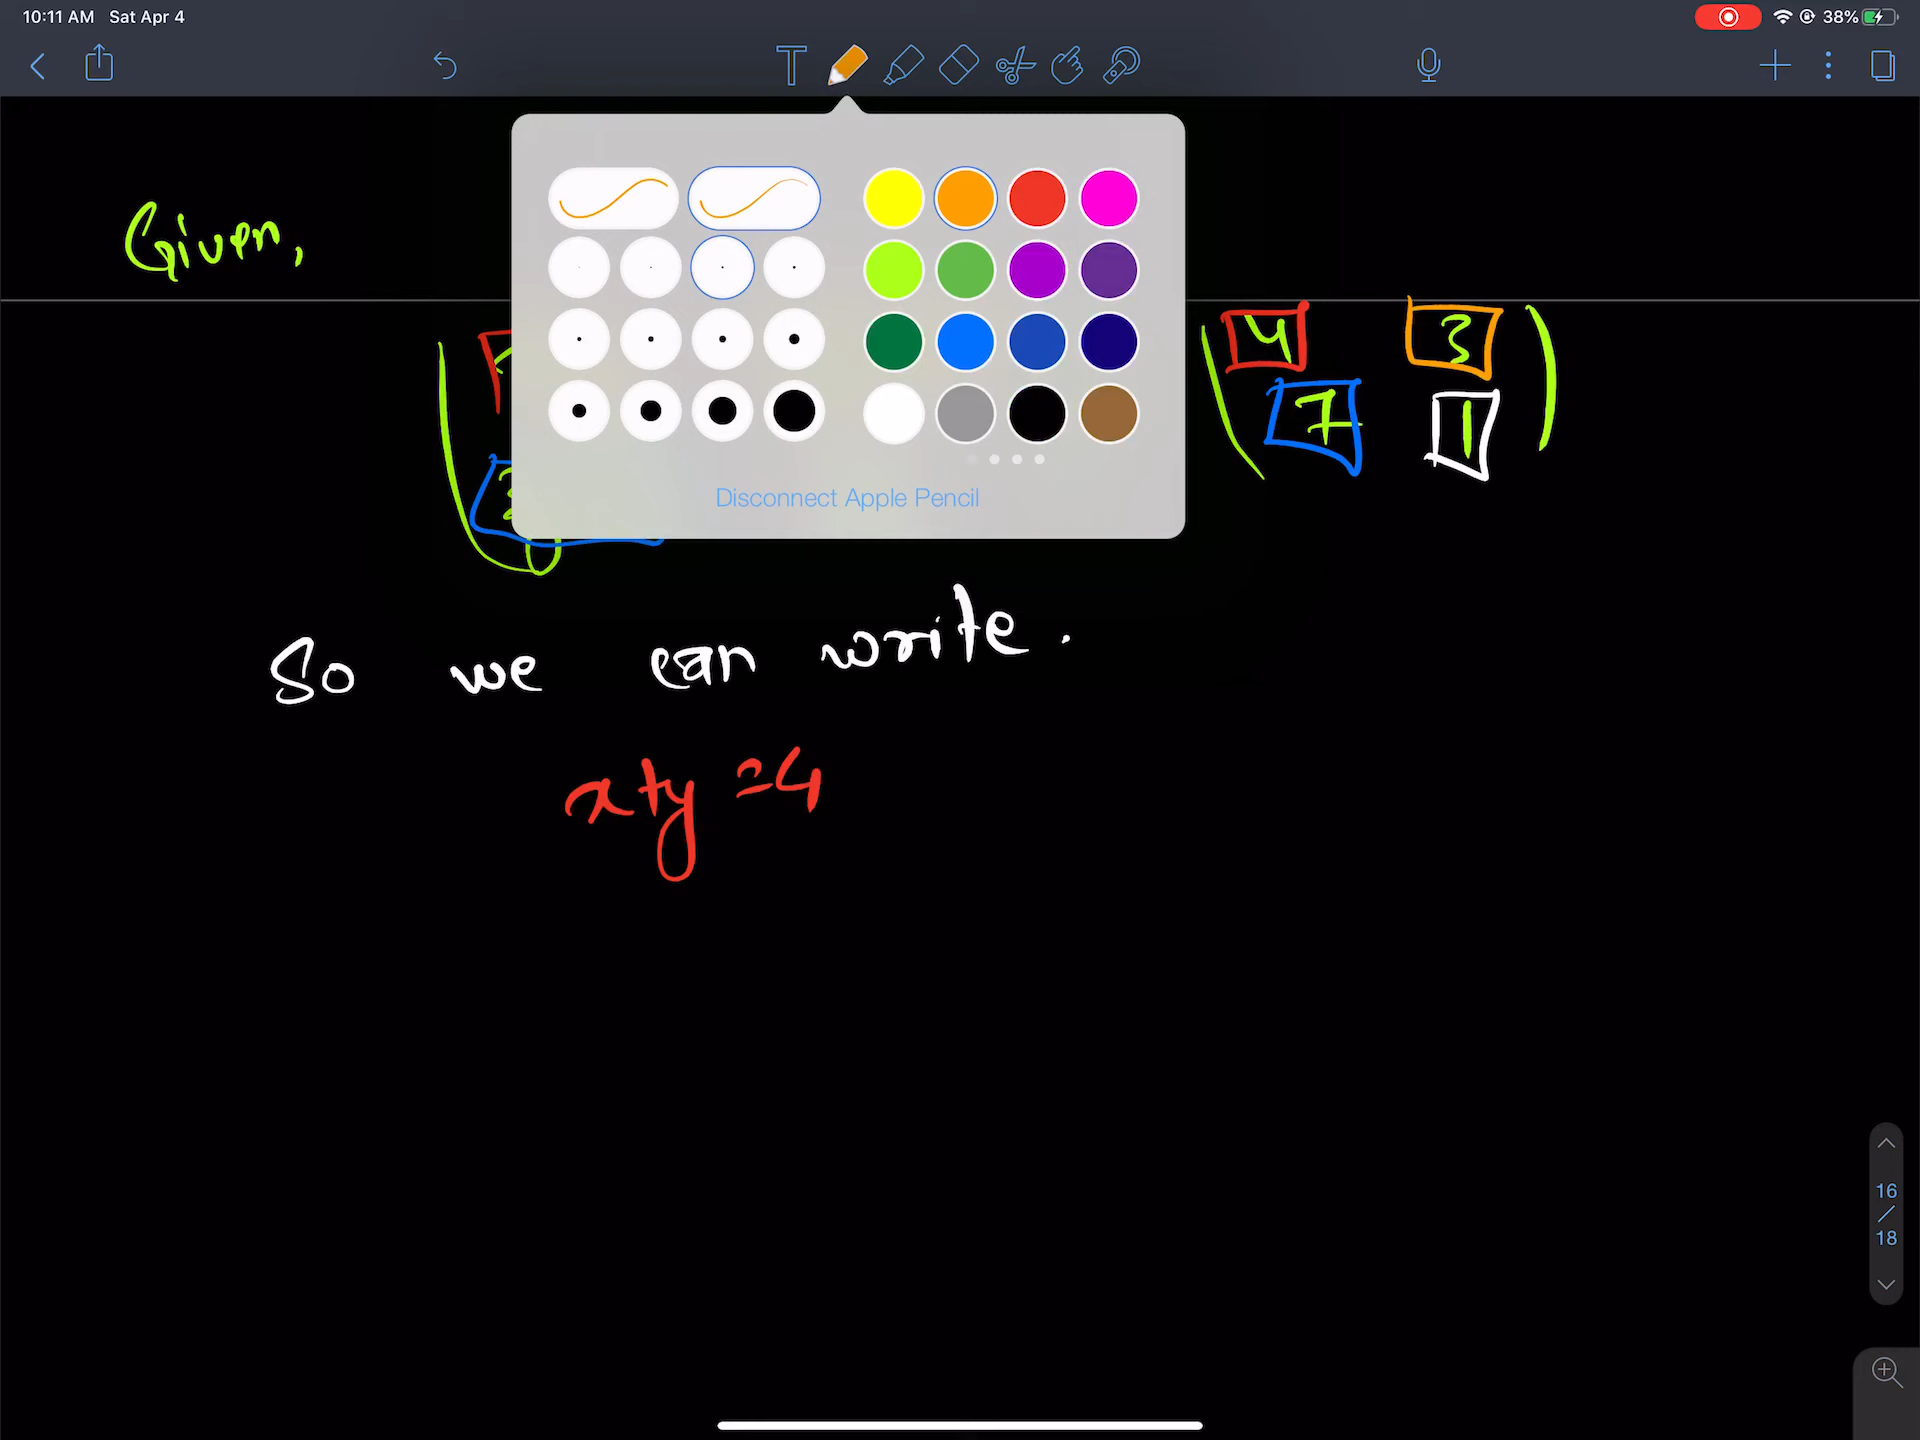 10:11 AM Sat Apr 4 38%
T
Given,
4 3
7 1
Disconnect Apple Pencil
So we can write.
x+y=4
16
/
18